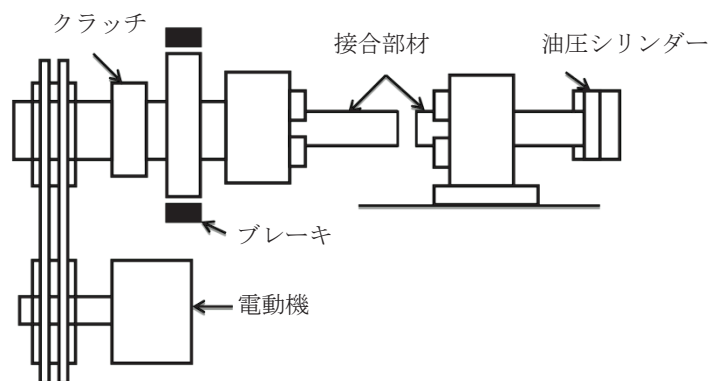 クラッチ
接合部材
油圧シリンダー
ブレーキ
電動機